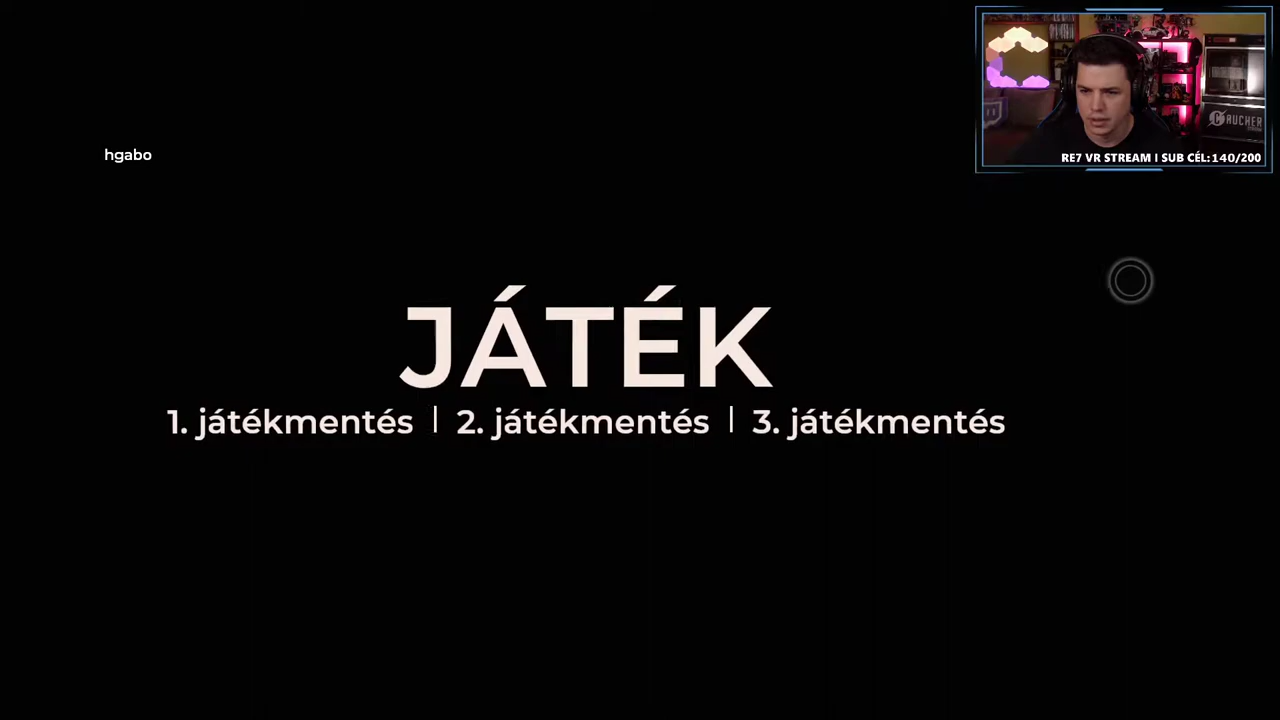 hgabo
RE7 VR STREAM | SUB CÉL:140/200
JÁTÉK
1. játékmentés | 2. játékmentés | 3. játékmentés